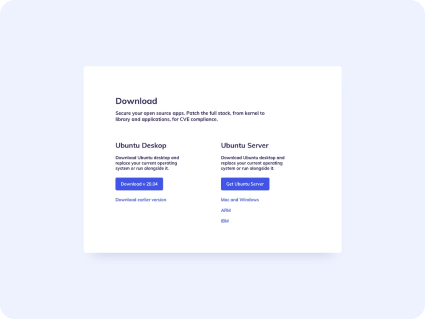 Download
Secure your open source apps. Patch the full stack, from kernel to
library and applications, for CVE compliance.
Ubuntu Deskop
Download Ubuntu desktop and
replace your current operating
system or run alongside it.
Download v 20.04
Download earlier version
Ubuntu Server
Download Ubuntu desktop and
replace your current operating
system or run alongside it.
Get Ubuntu Server
Mac and Windows
ARM
IBM